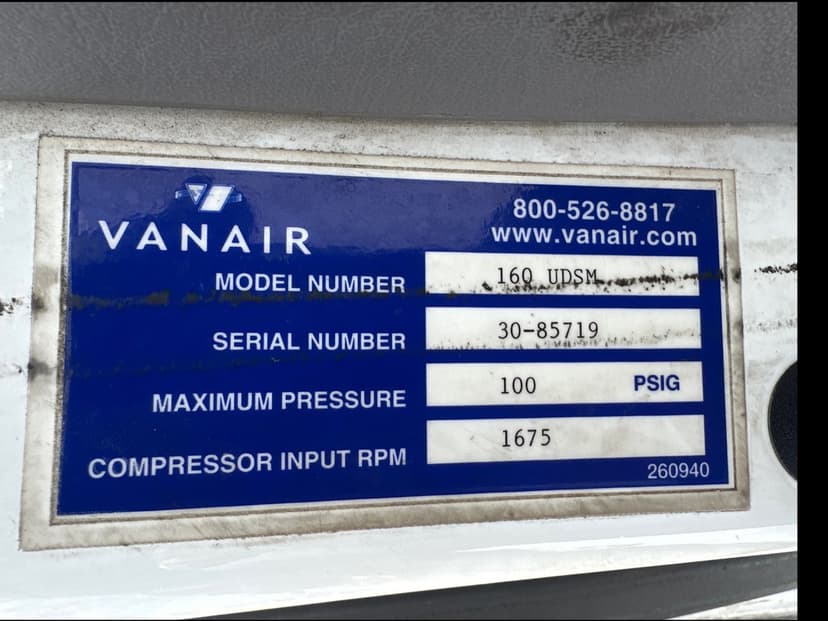 VANAIR
800-526-8817
www.vanair.com
MODEL NUMBER 160 UDSM
SERIAL NUMBER 30-85719
MAXIMUM PRESSURE 100 PSIG
COMPRESSOR INPUT RPM 1675
260940